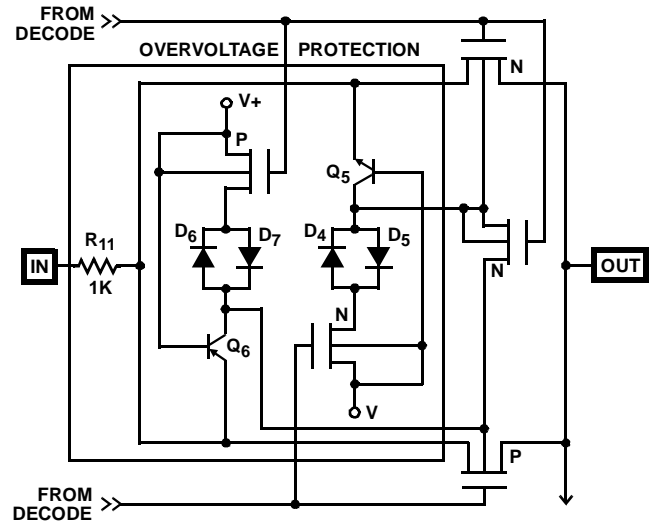 FROM
DECODE
OVERVOLTAGE PROTECTION
N
V+
P
Q5
D6
D7
D4
D5
N
IN
R11
1K
OUT
N
Q6
V
P
FROM
DECODE